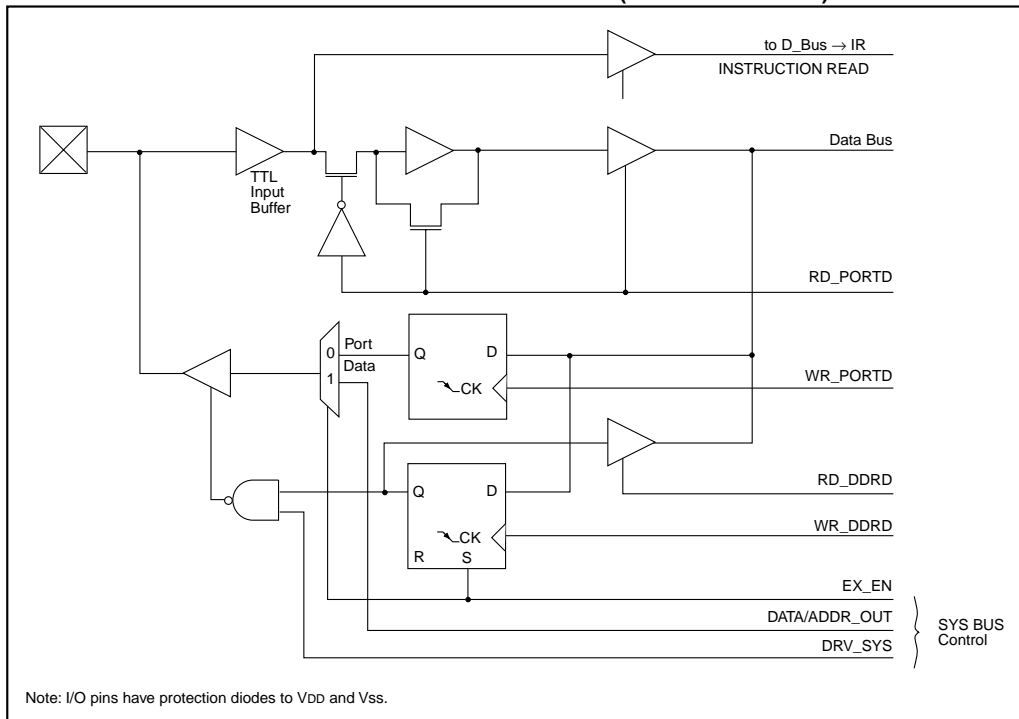 to D_Bus → IR
INSTRUCTION READ
Data Bus
TTL
Input
Buffer
RD_PORTD
0
Port
Data
1
Q
D
CK
WR_PORTD
RD_DDRD
Q
D
CK
R
S
WR_DDRD
EX_EN
DATA/ADDR_OUT
DRV_SYS
SYS BUS
Control
Note: I/O pins have protection diodes to VDD and Vss.